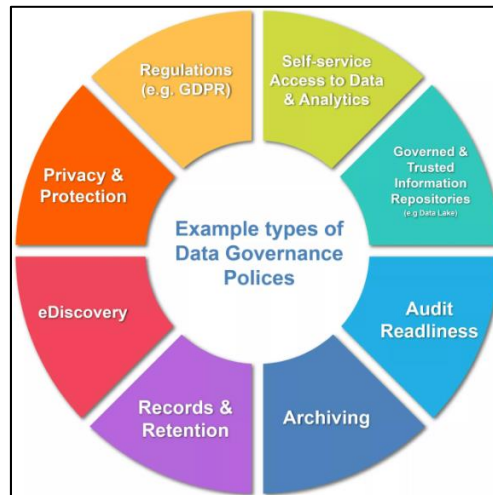 Example types of
Data Governance
Polices
Self-service
Access to Data
& Analytics
Governed &
Trusted
Information
Repositories
(e.g Data Lake)
Audit
Readliness
Archiving
Records &
Retention
eDiscovery
Privacy &
Protection
Regulations
(e.g. GDPR)